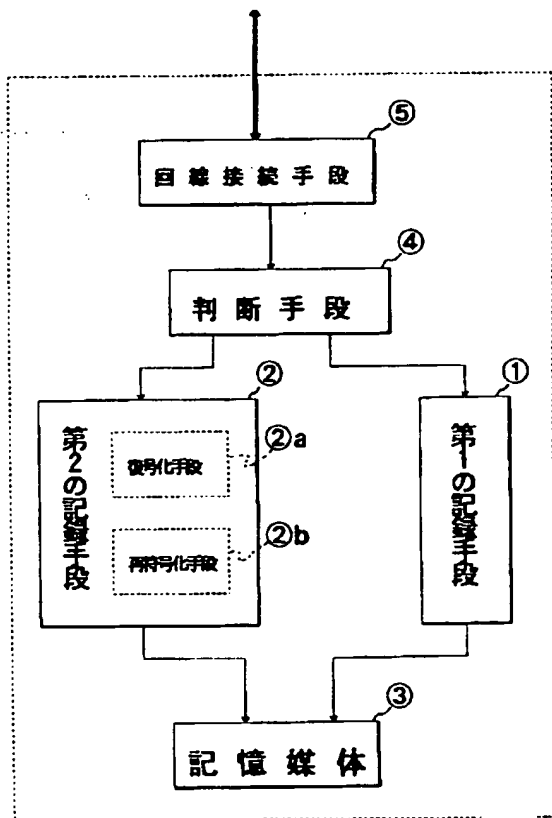 ⑤
回線接続手段
④
判断手段
②
①
第2の記録手段
②a
復号化手段
②b
再符号化手段
第1の記録手段
③
記憶媒体